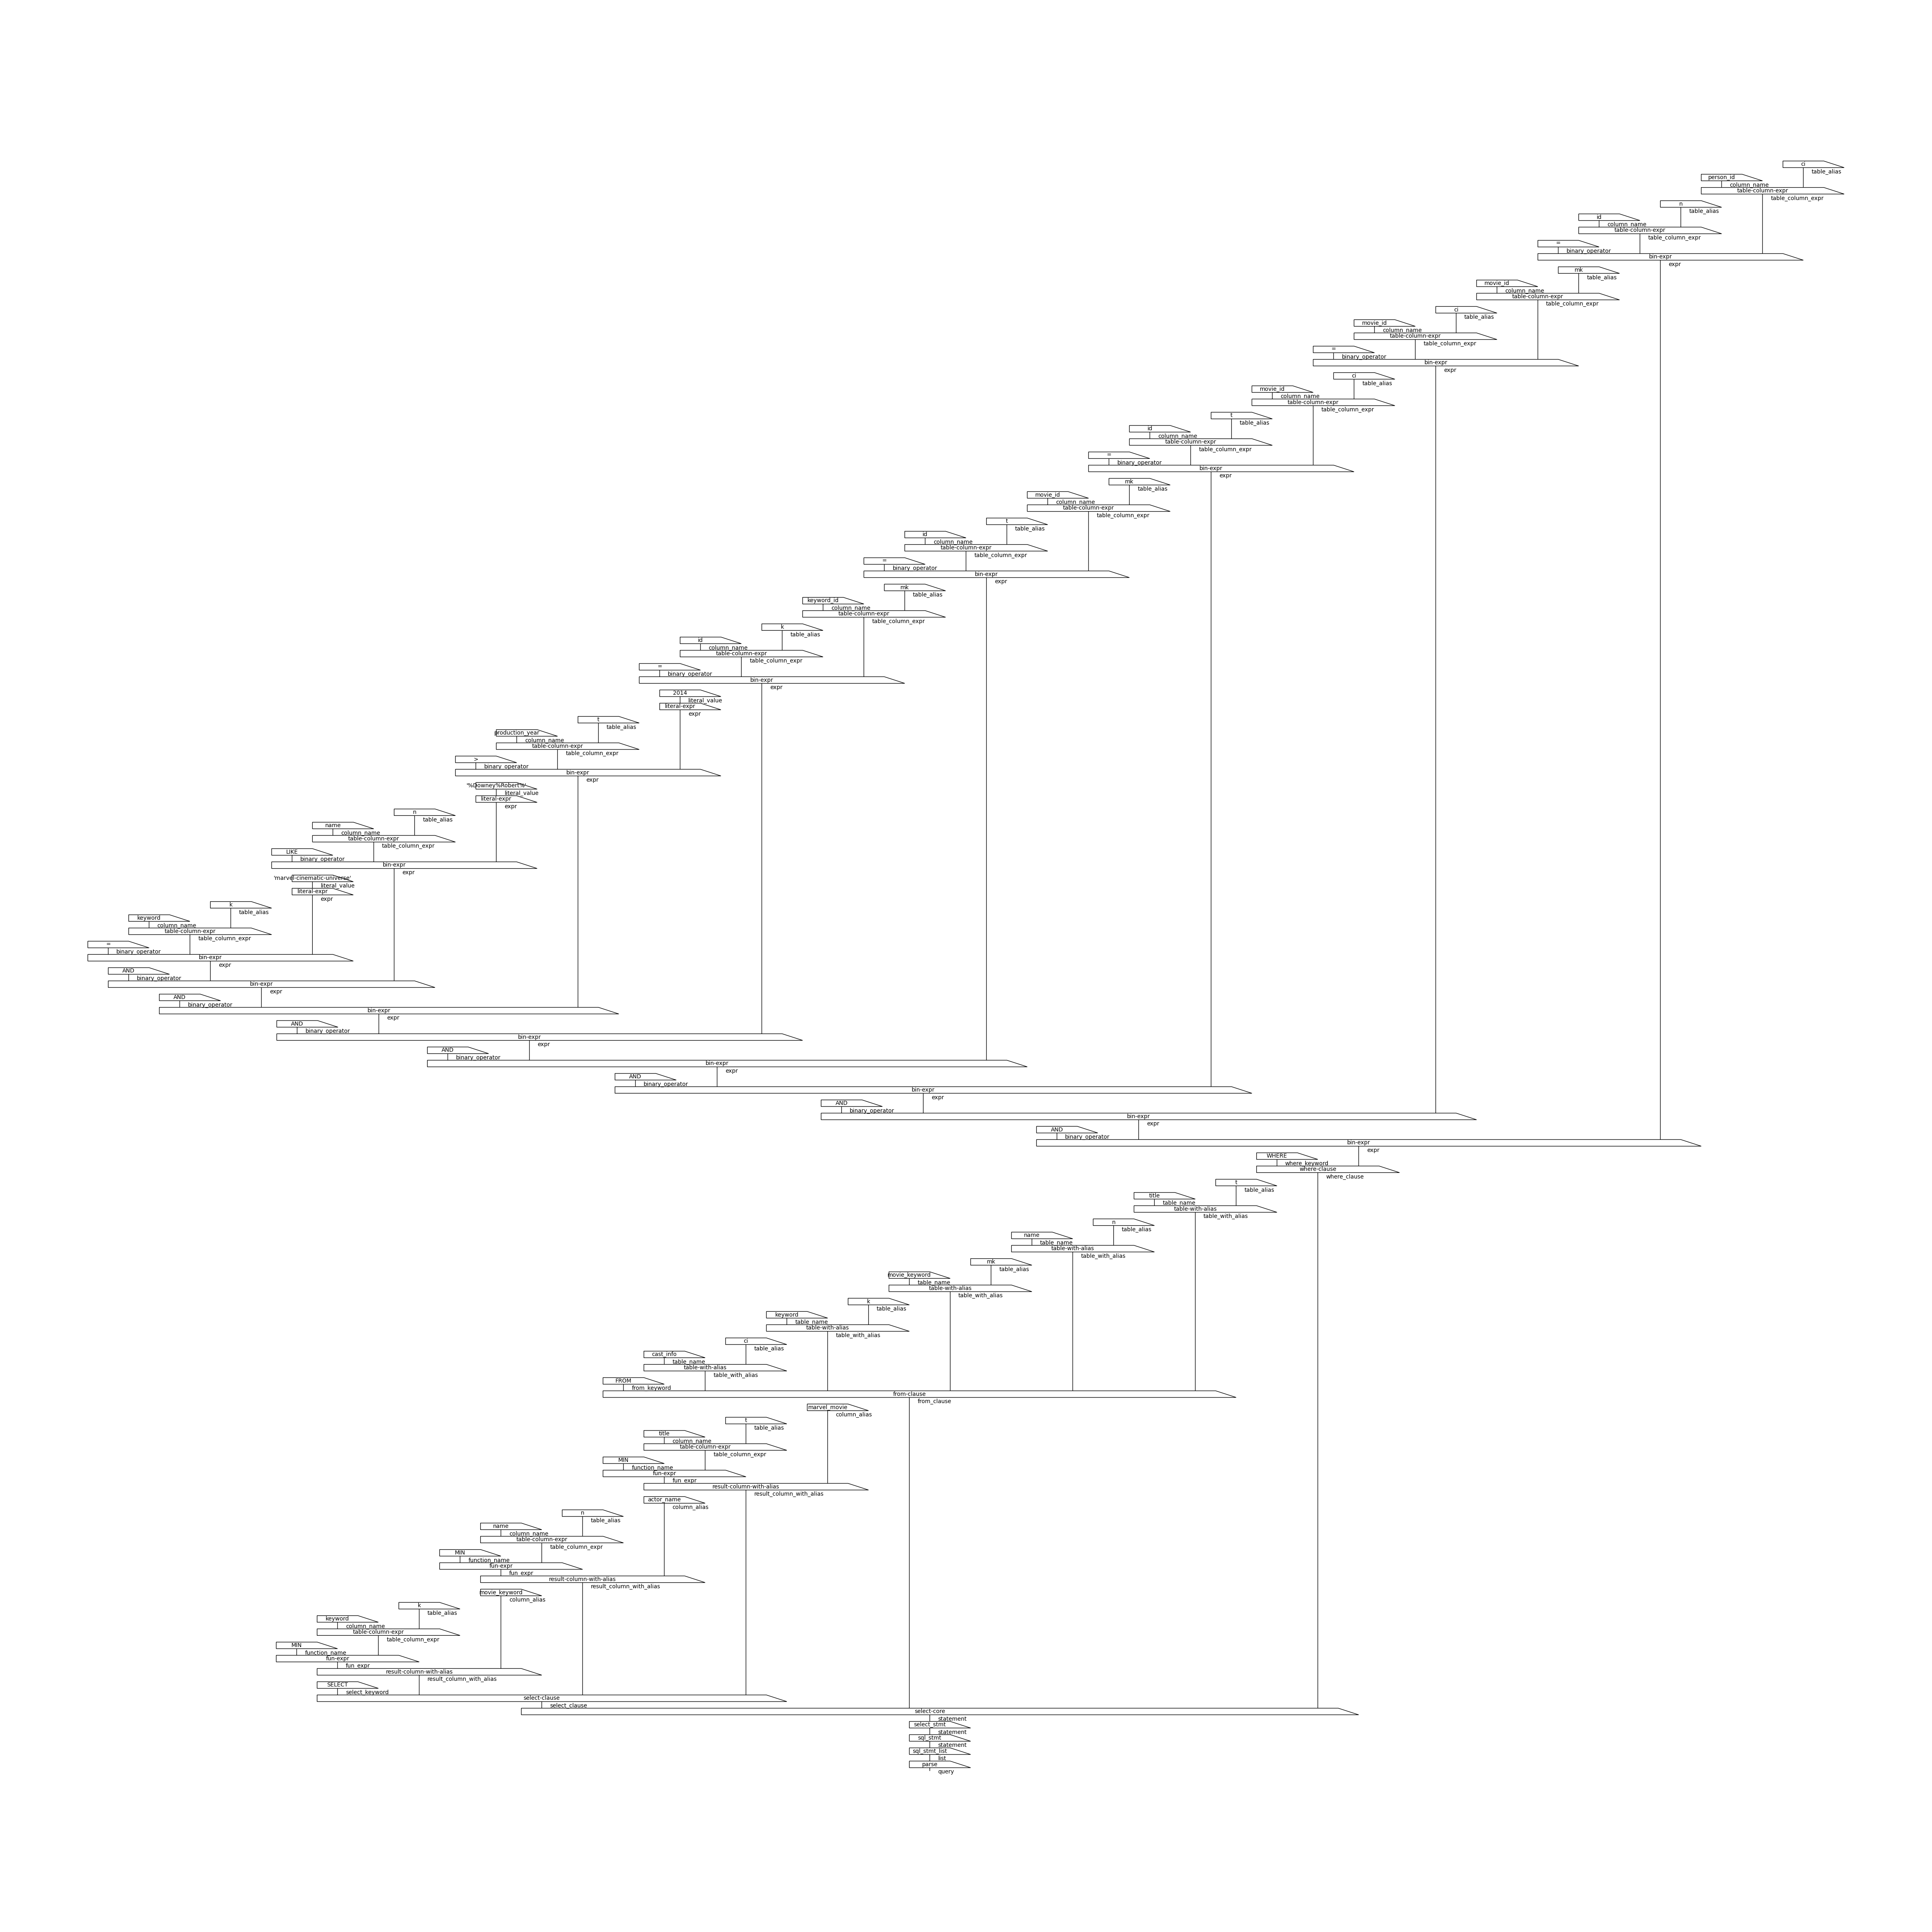 ci
table_alias
person_id
column_name
table-column-expr
table_column_expr
n
table_alias
id
column_name
table-column-expr
table_column_expr
=
binary_operator
bin-expr
expr
mk
table_alias
movie_id
column_name
table-column-expr
table_column_expr
ci
table_alias
movie_id
column_name
table-column-expr
table_column_expr
=
binary_operator
bin-expr
expr
ci
table_alias
movie_id
column_name
table-column-expr
table_column_expr
t
table_alias
id
column_name
table-column-expr
table_column_expr
=
binary_operator
bin-expr
expr
mk
table_alias
movie_id
column_name
table-column-expr
table_column_expr
t
table_alias
id
column_name
table-column-expr
table_column_expr
=
binary_operator
bin-expr
expr
mk
table_alias
keyword_id
column_name
table-column-expr
table_column_expr
k
table_alias
id
column_name
table-column-expr
table_column_expr
=
binary_operator
bin-expr
expr
2014
literal_value
literal-expr
expr
t
table_alias
production_year
column_name
table-column-expr
table_column_expr
>
binary_operator
bin-expr
expr
'%Downey%Robert%'
literal_value
literal-expr
expr
n
table_alias
name
column_name
table-column-expr
table_column_expr
LIKE
binary_operator
bin-expr
expr
'marvel-cinematic-universe'
literal_value
literal-expr
expr
k
table_alias
keyword
column_name
table-column-expr
table_column_expr
=
binary_operator
bin-expr
expr
AND
binary_operator
bin-expr
expr
AND
binary_operator
bin-expr
expr
AND
binary_operator
bin-expr
expr
AND
binary_operator
bin-expr
expr
AND
binary_operator
bin-expr
expr
AND
binary_operator
bin-expr
expr
AND
binary_operator
bin-expr
expr
WHERE
where_keyword
where-clause
where_clause
t
table_alias
title
table_name
table-with-alias
table_with_alias
n
table_alias
name
table_name
table-with-alias
table_with_alias
mk
table_alias
movie_keyword
table_name
table-with-alias
table_with_alias
k
table_alias
keyword
table_name
table-with-alias
table_with_alias
ci
table_alias
cast_info
table_name
table-with-alias
table_with_alias
FROM
from_keyword
from-clause
from_clause
marvel_movie
column_alias
t
table_alias
title
column_name
table-column-expr
table_column_expr
MIN
function_name
fun-expr
fun_expr
result-column-with-alias
result_column_with_alias
actor_name
column_alias
n
table_alias
name
column_name
table-column-expr
table_column_expr
MIN
function_name
fun-expr
fun_expr
result-column-with-alias
result_column_with_alias
movie_keyword
column_alias
k
table_alias
keyword
column_name
table-column-expr
table_column_expr
MIN
function_name
fun-expr
fun_expr
result-column-with-alias
result_column_with_alias
SELECT
select_keyword
select-clause
select_clause
select-core
statement
select_stmt
statement
sql_stmt
statement
sql_stmt_list
list
parse
query